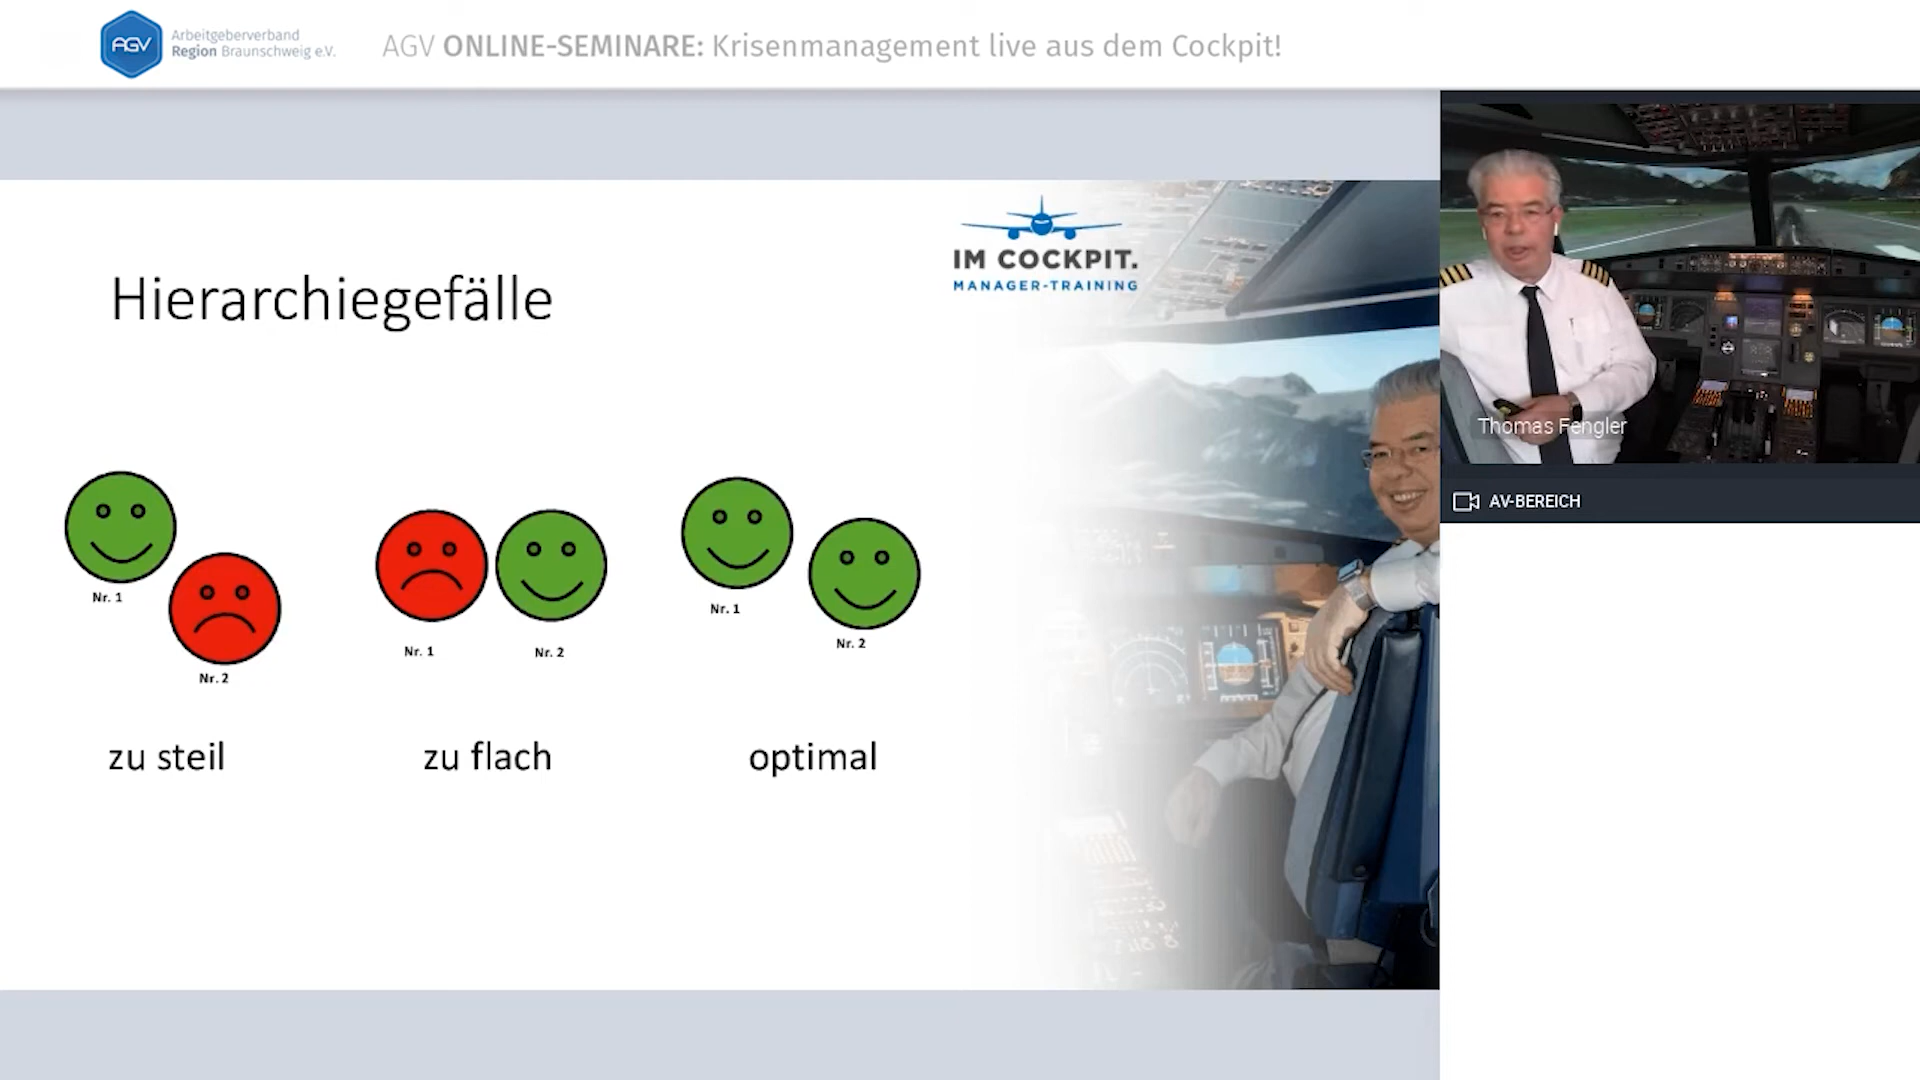 AGV
Arbeitgeberverband
Region Braunschweig e.V.
AGV ONLINE-SEMINARE: Krisenmanagement live aus dem Cockpit!
IM COCKPIT.
MANAGER-TRAINING
Hierarchiegefälle
Nr. 1
Nr. 2
zu steil
Nr. 1
Nr. 2
zu flach
Nr. 1
Nr. 2
optimal
Thomas Fengler
AV-BEREICH